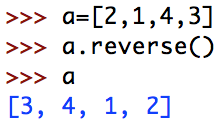 >>> a=[2,1,4,3]
>>> a.reverse()
>>> a
[3, 4, 1, 2]